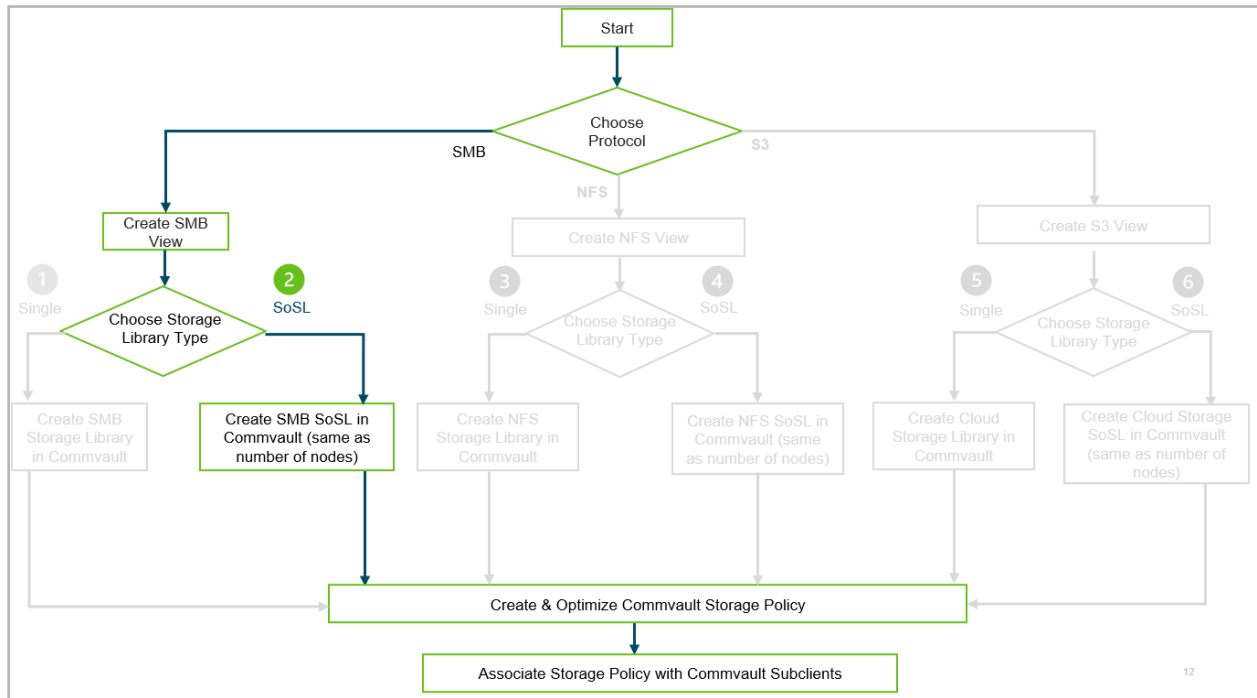 Start
Choose
Protocol
SMB
S3
NFS
Create SMB
View
Create NFS View
Create S3 View
1
Single
2
SoSL
Choose Storage
Library Type
3
Single
4
SoSL
Choose Storage
Library Type
5
Single
6
SoSL
Choose Storage
Library Type
Create SMB
Storage Library
in Commvault
Create SMB SoSL in
Commvault (same as
number of nodes)
Create NFS
Storage Library in
Commvault
Create NFS SoSL in
Commvault (same
as number of nodes)
Create Cloud
Storage Library in
Commvault
Create Cloud Storage
SoSL in Commvault
(same as number of
nodes)
Create & Optimize Commvault Storage Policy
Associate Storage Policy with Commvault Subclients
12